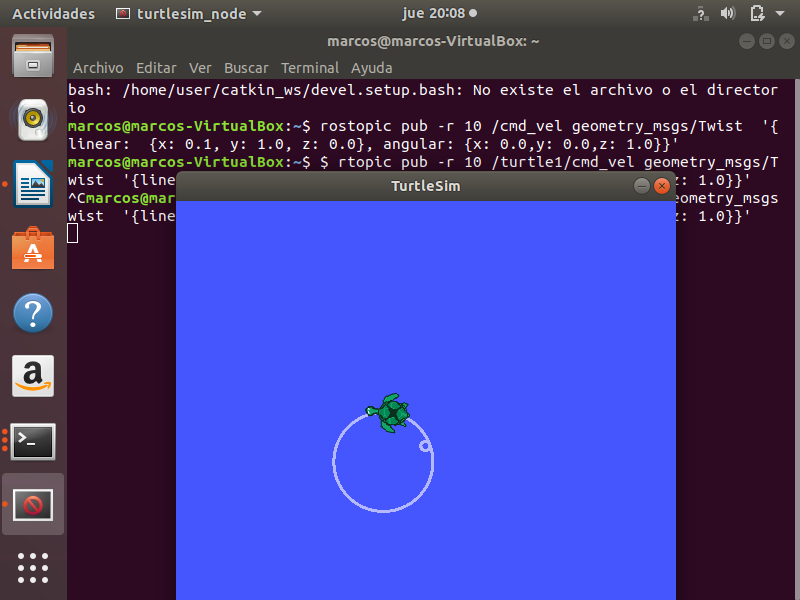 Actividades turtlesim_node jue 20:08
marcos@marcos-VirtualBox: ~
Archivo Editar Ver Buscar Terminal Ayuda
bash: /home/user/catkin_ws/devel.setup.bash: No existe el archivo o el director
io
marcos@marcos-VirtualBox:~$ rostopic pub -r 10 /cmd_vel geometry_msgs/Twist '{
linear: {x: 0.1, y: 1.0, z: 0.0}, angular: {x: 0.0,y: 0.0,z: 1.0}}'
marcos@marcos-VirtualBox:~$ $ rtopic pub -r 10 /turtle1/cmd_vel geometry_msgs/T
wist '{line z: 1.0}}'
^Cmarcos@mar eometry_msgs
wist '{line z: 1.0}}'
TurtleSim